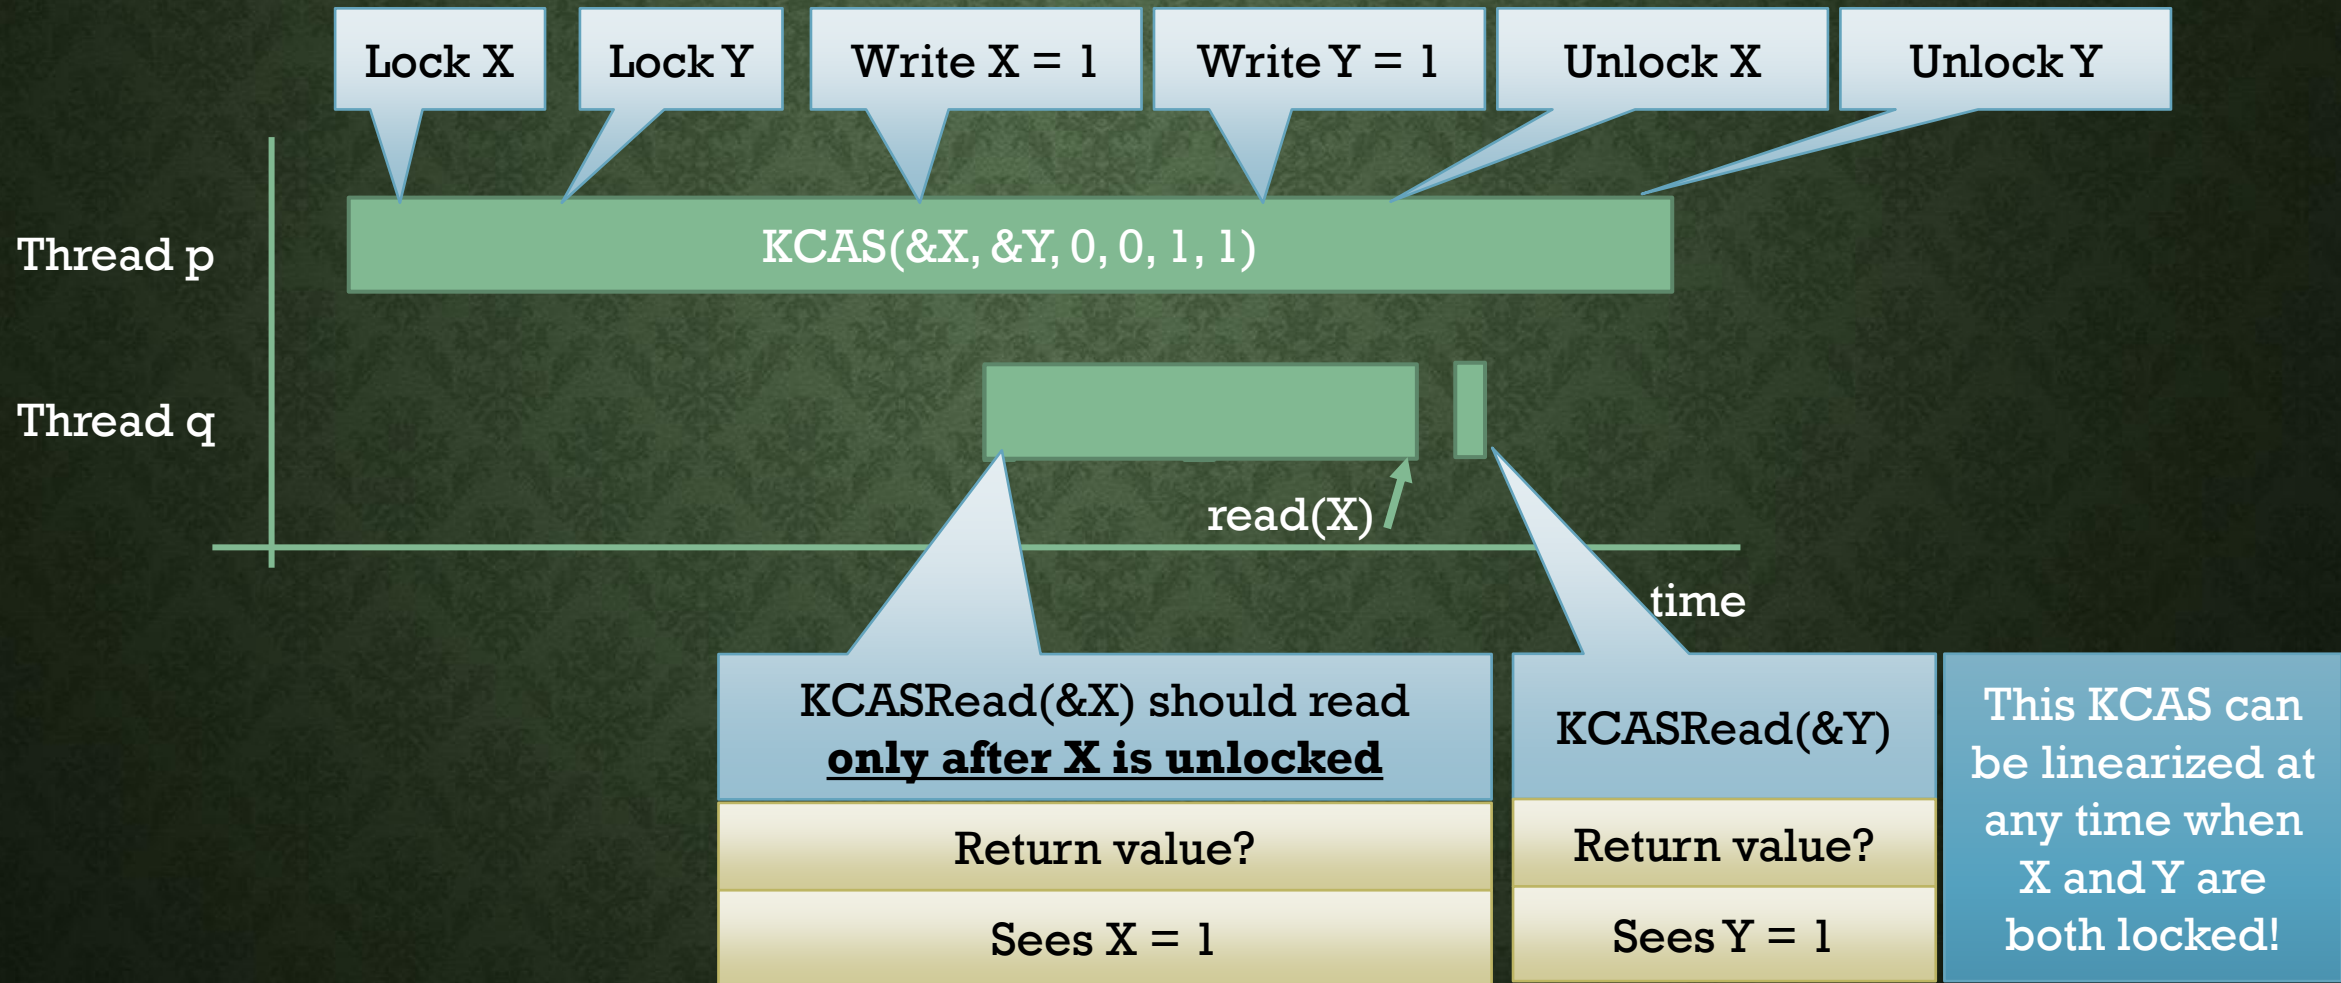 Lock X
Lock Y
Write X = 1
Write Y = 1
Unlock X
Unlock Y
Thread p
KCAS(&X, &Y, 0, 0, 1, 1)
Thread q
read(X)
time
KCASRead(&X) should read
only after X is unlocked
Return value?
Sees X = 1
KCASRead(&Y)
Return value?
Sees Y = 1
This KCAS can
be linearized at
any time when
X and Y are
both locked!